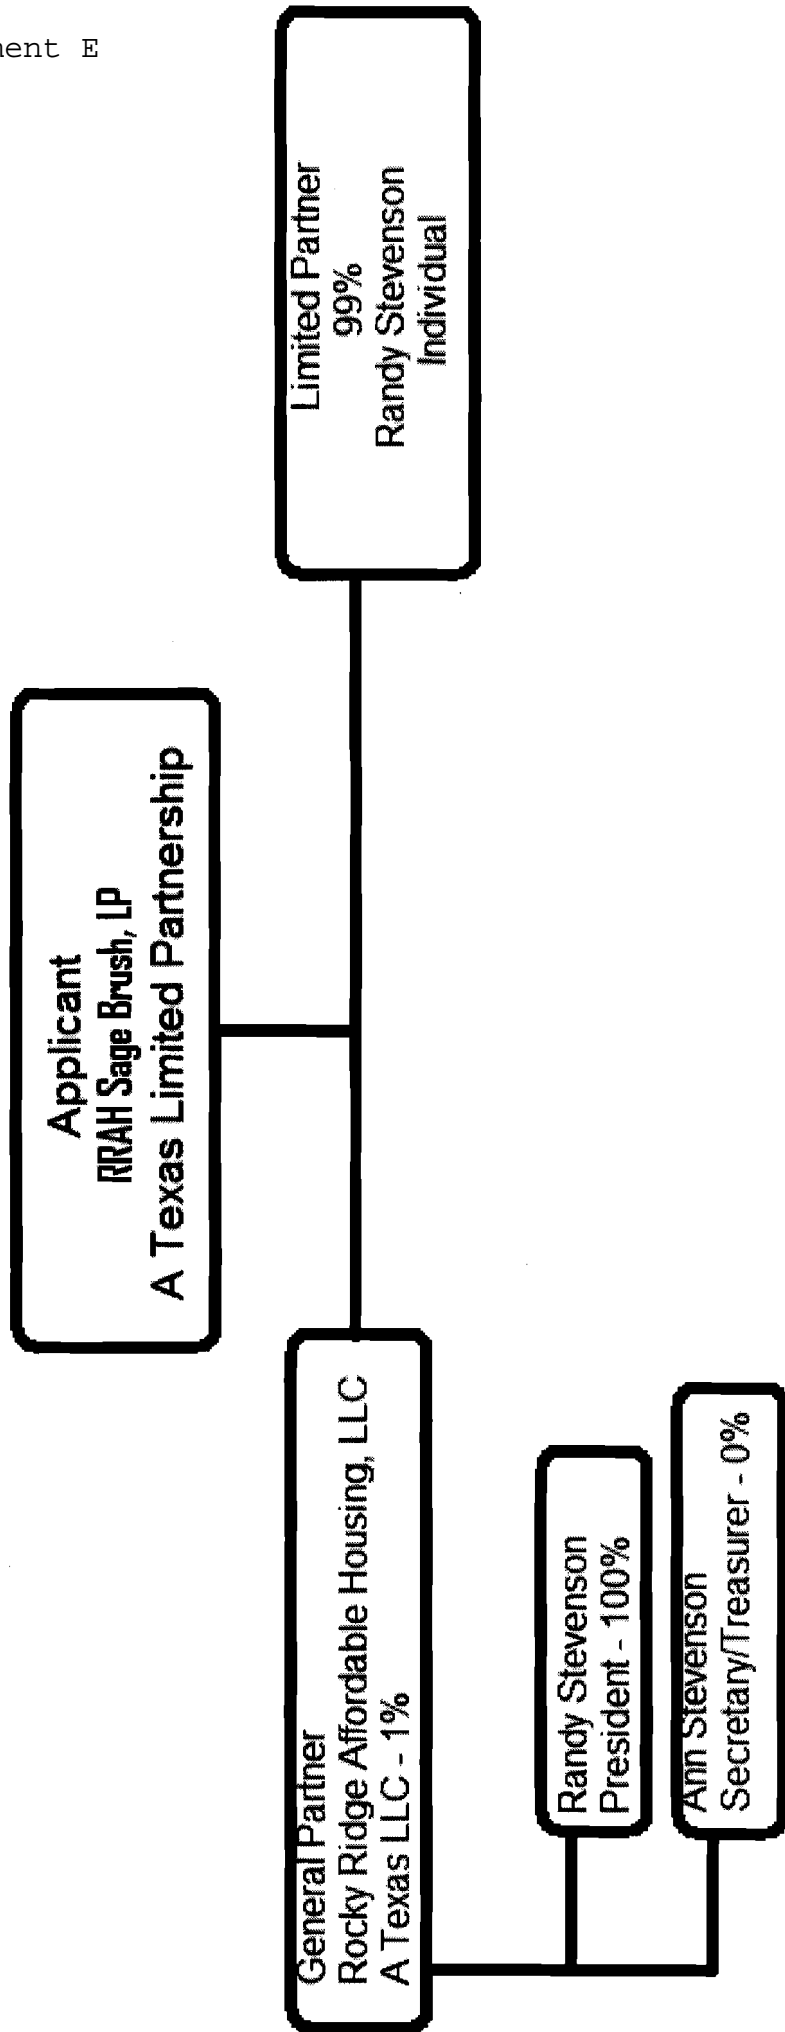 ment E
Applicant
RRAH Sage Brush, LP
A Texas Limited Partnership
General Partner
Rocky Ridge Affordable Housing, LLC
A Texas LLC - 1%
Limited Partner
99%
Randy Stevenson
Individual
Randy Stevenson
President - 100%
Ann Stevenson
Secretary/Treasurer - 0%